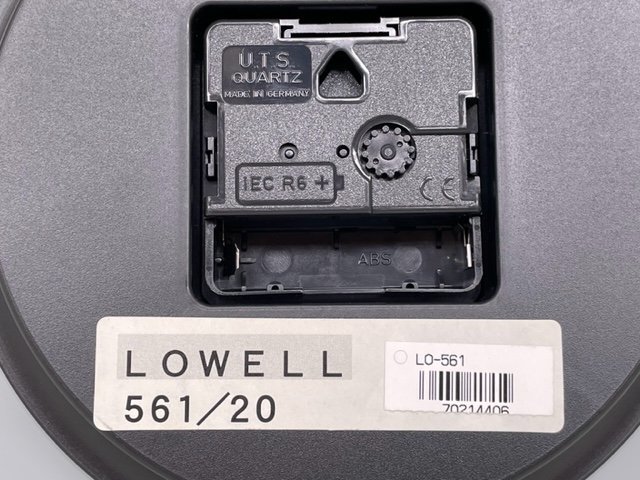 U.T.S.
QUARTZ
MADE IN GERMANY
IEC R6 +
CE
ABS
LOWELL
561/20
LO-561
70214406